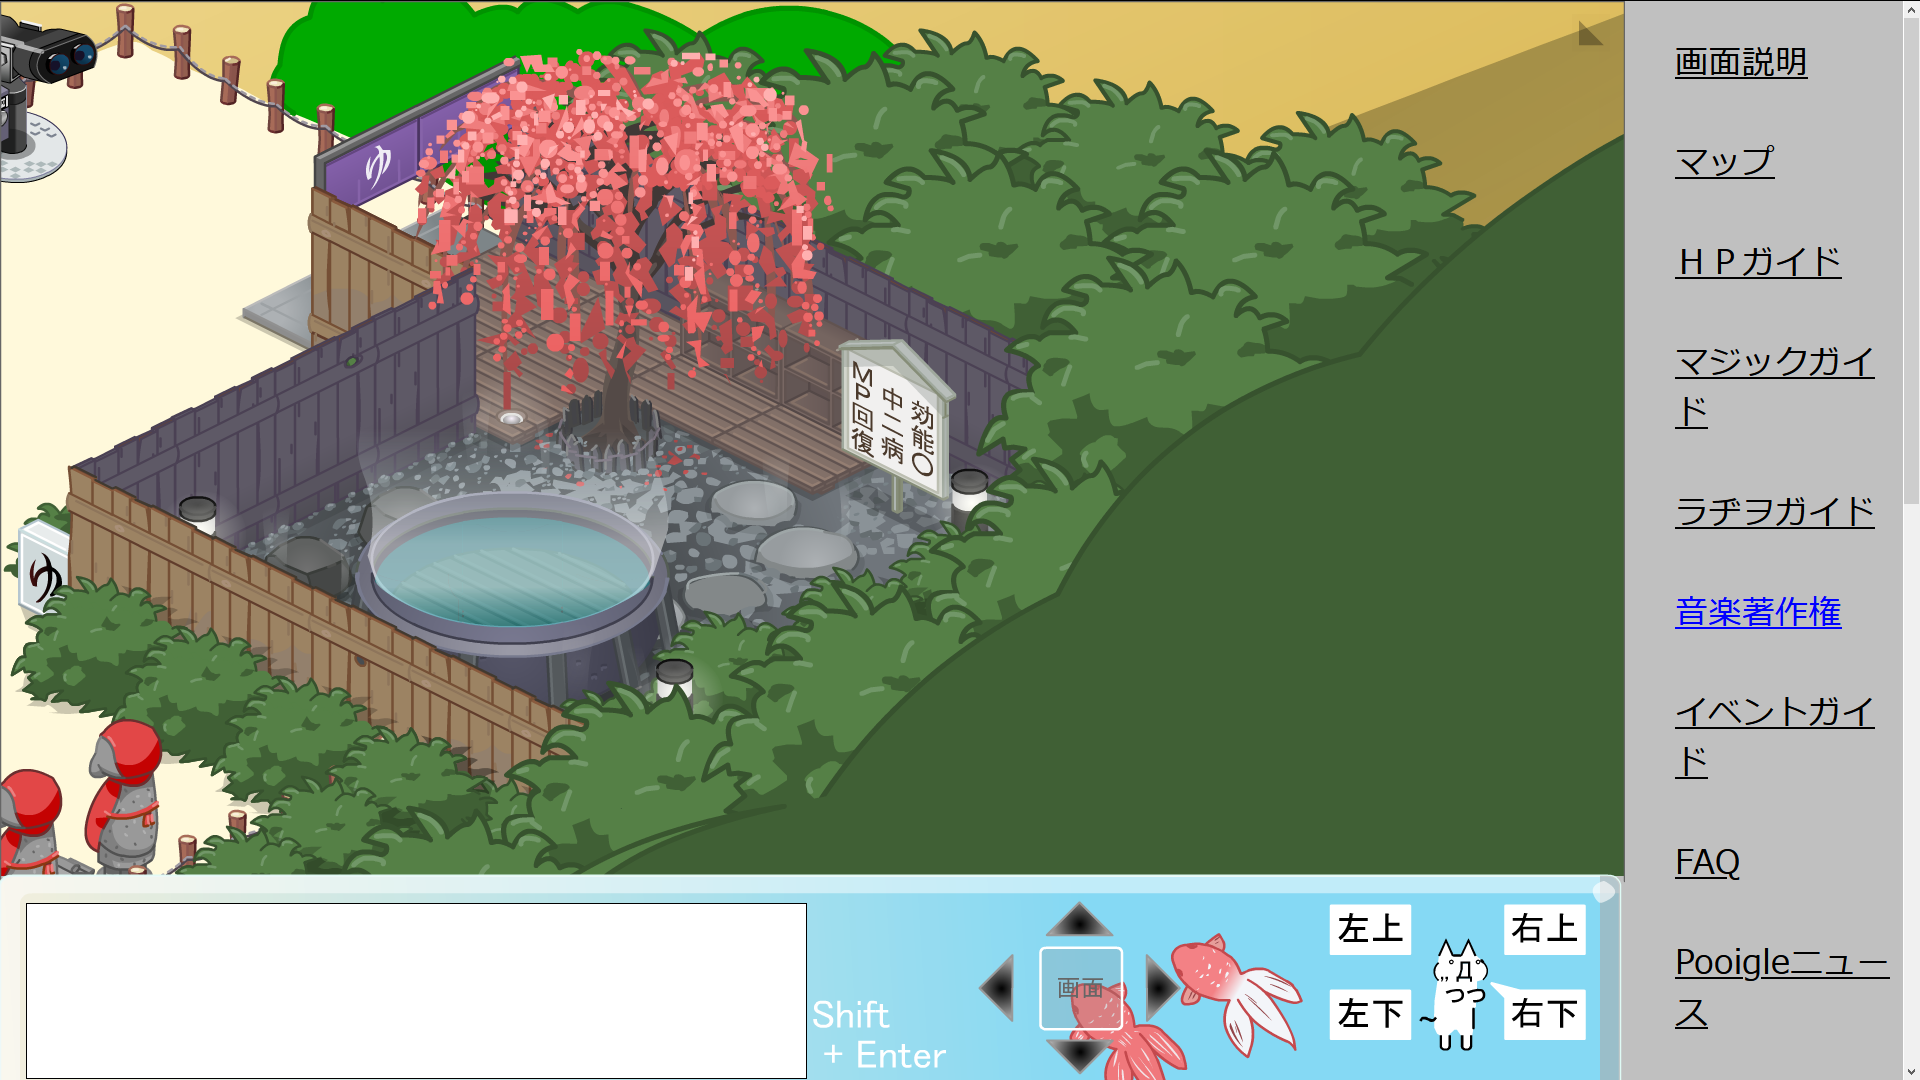 ゆ
効能〇
中二病
MP回復
ゆ
画面説明
マップ
ＨＰガイド
マジックガイ
ド
ラヂヲガイド
音楽著作権
イベントガイ
ド
FAQ
Pooigleニュー
ス
Shift
+ Enter
画面
左上
右上
左下
右下